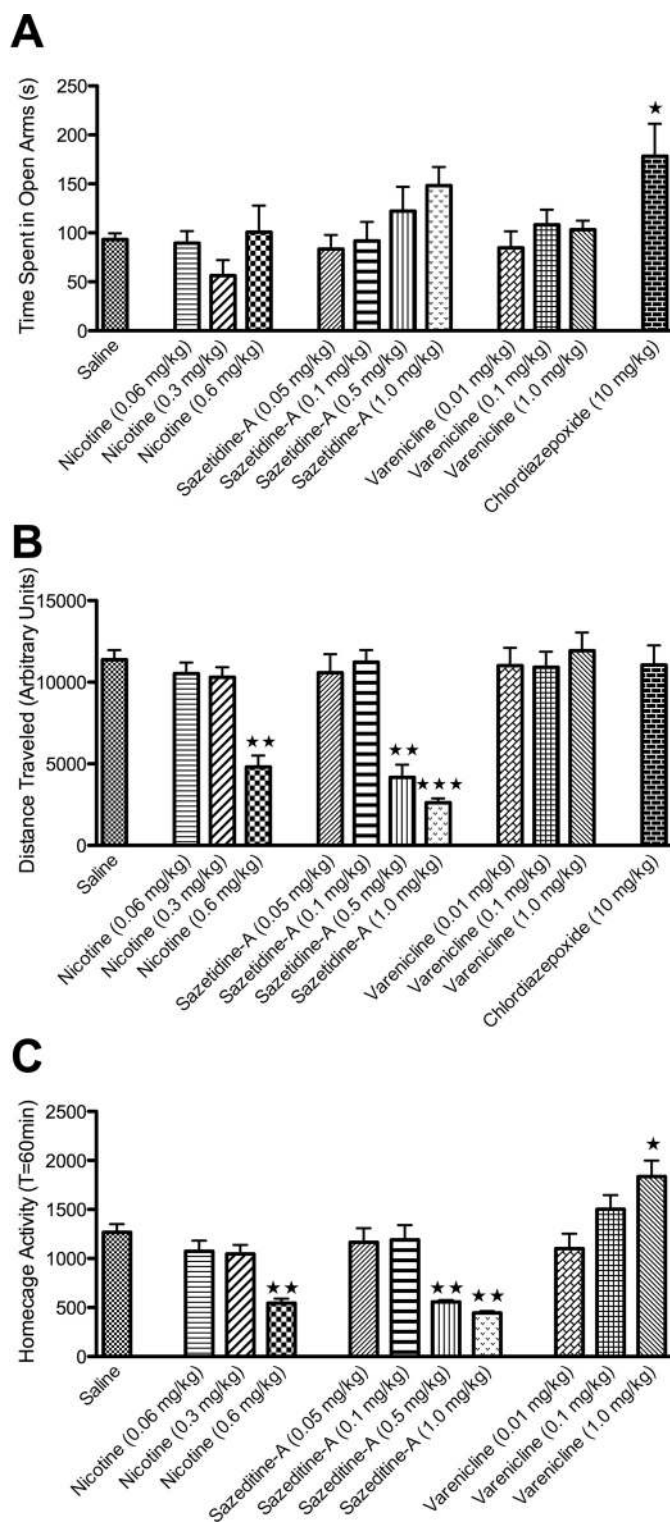 A
Time Spent in Open Arms (s)
250
200
150
100
50
0
★
Saline
Nicotine (0.06 mg/kg)
Nicotine (0.3 mg/kg)
Nicotine (0.6 mg/kg)
Sazetidine-A (0.05 mg/kg)
Sazetidine-A (0.1 mg/kg)
Sazetidine-A (0.5 mg/kg)
Sazetidine-A (1.0 mg/kg)
Varenicline (0.01 mg/kg)
Varenicline (0.1 mg/kg)
Varenicline (1.0 mg/kg)
Chlordiazepoxide (10 mg/kg)
B
Distance Traveled (Arbitrary Units)
15000
10000
5000
0
★★
★★
★★★
Saline
Nicotine (0.06 mg/kg)
Nicotine (0.3 mg/kg)
Nicotine (0.6 mg/kg)
Sazetidine-A (0.05 mg/kg)
Sazetidine-A (0.1 mg/kg)
Sazetidine-A (0.5 mg/kg)
Sazetidine-A (1.0 mg/kg)
Varenicline (0.01 mg/kg)
Varenicline (0.1 mg/kg)
Varenicline (1.0 mg/kg)
Chlordiazepoxide (10 mg/kg)
C
Homecage Activity (T=60min)
2500
2000
1500
1000
500
0
★★
★★
★★
★
Saline
Nicotine (0.06 mg/kg)
Nicotine (0.3 mg/kg)
Nicotine (0.6 mg/kg)
Sazeditine-A (0.05 mg/kg)
Sazeditine-A (0.1 mg/kg)
Sazeditine-A (0.5 mg/kg)
Sazeditine-A (1.0 mg/kg)
Varenicline (0.01 mg/kg)
Varenicline (0.1 mg/kg)
Varenicline (1.0 mg/kg)